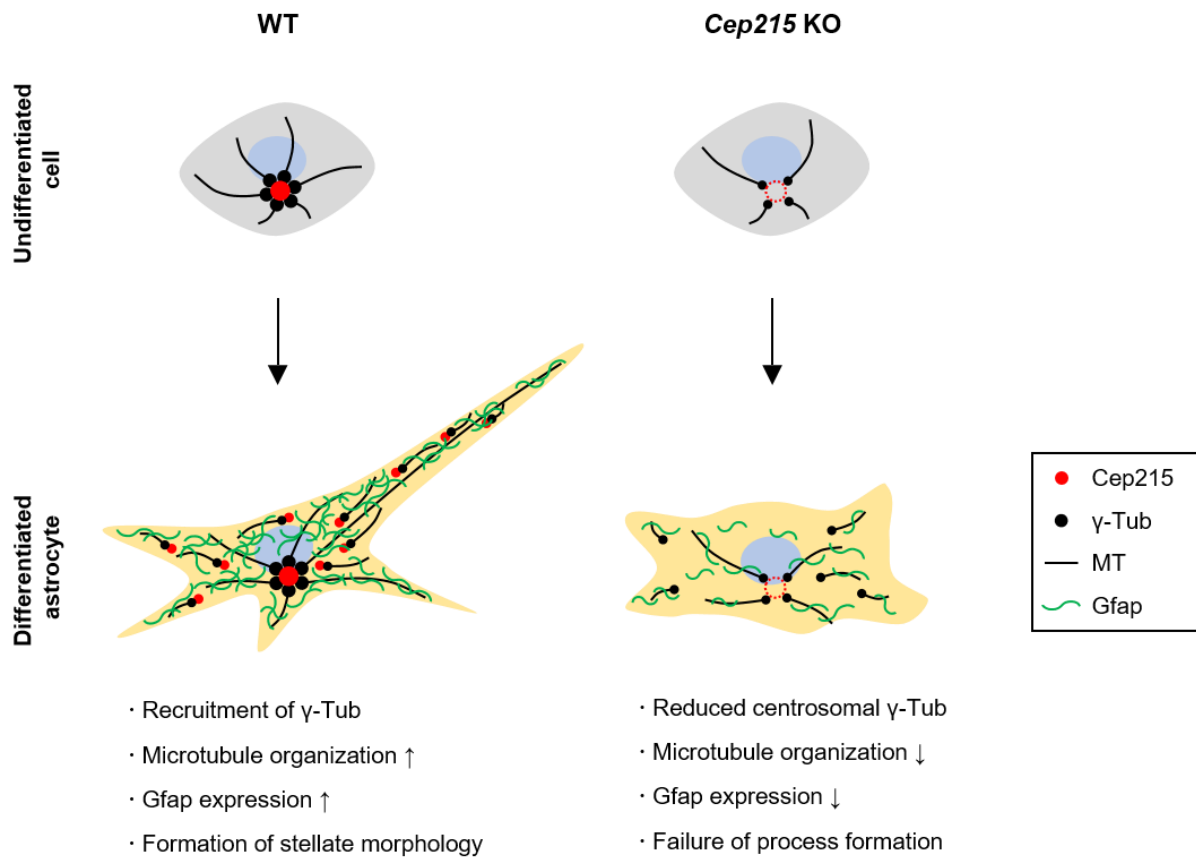 WT
Cep215 KO
Undifferentiated
cell
Differentiated
astrocyte
Cep215
γ-Tub
MT
Gfap
· Recruitment of γ-Tub
· Microtubule organization ↑
· Gfap expression ↑
· Formation of stellate morphology
· Reduced centrosomal γ-Tub
· Microtubule organization ↓
· Gfap expression ↓
· Failure of process formation